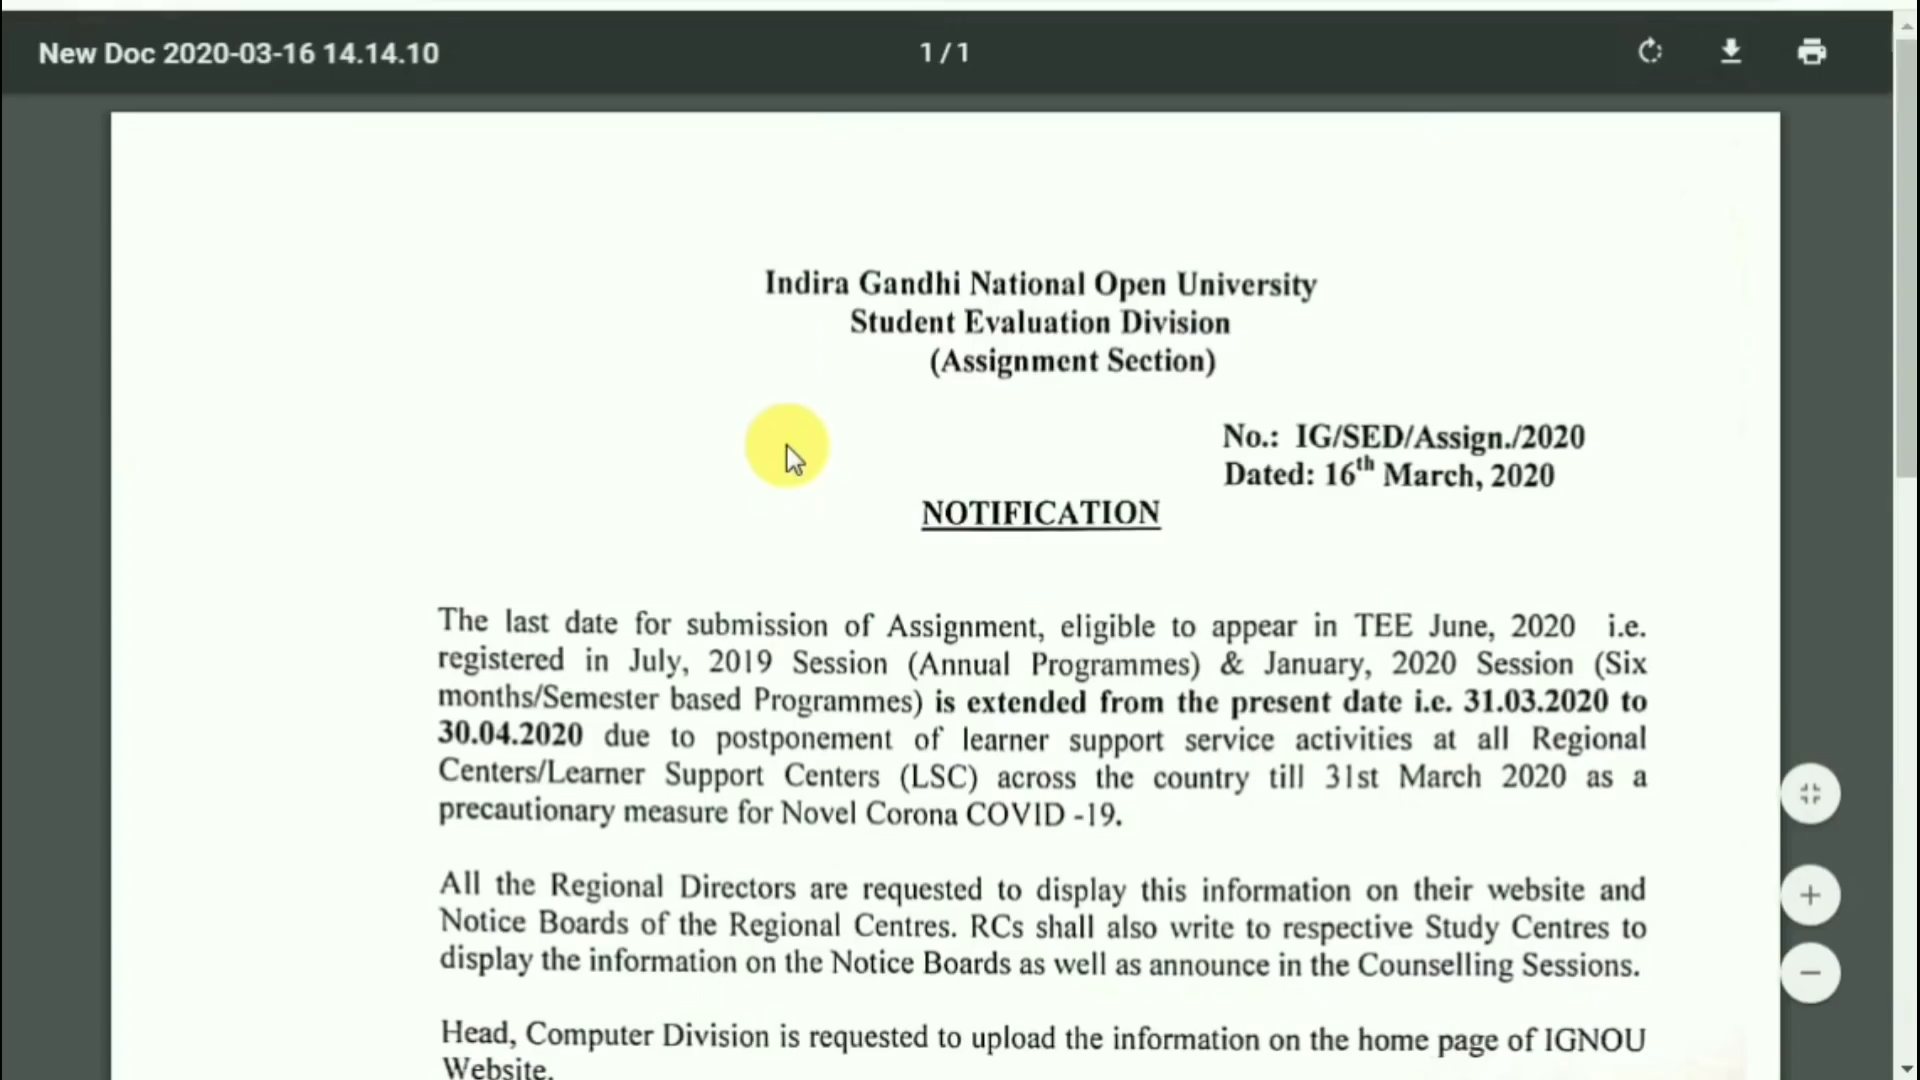 New Doc 2020-03-16 14.14.10
1 / 1
Indira Gandhi National Open University
Student Evaluation Division
(Assignment Section)
No.: IG/SED/Assign./2020
Dated: 16th March, 2020
NOTIFICATION
The last date for submission of Assignment, eligible to appear in TEE June, 2020 i.e.
registered in July, 2019 Session (Annual Programmes) & January, 2020 Session (Six
months/Semester based Programmes) is extended from the present date i.e. 31.03.2020 to
30.04.2020 due to postponement of learner support service activities at all Regional
Centers/Learner Support Centers (LSC) across the country till 31st March 2020 as a
precautionary measure for Novel Corona COVID -19.
All the Regional Directors are requested to display this information on their website and
Notice Boards of the Regional Centres. RCs shall also write to respective Study Centres to
display the information on the Notice Boards as well as announce in the Counselling Sessions.
Head, Computer Division is requested to upload the information on the home page of IGNOU
Website.